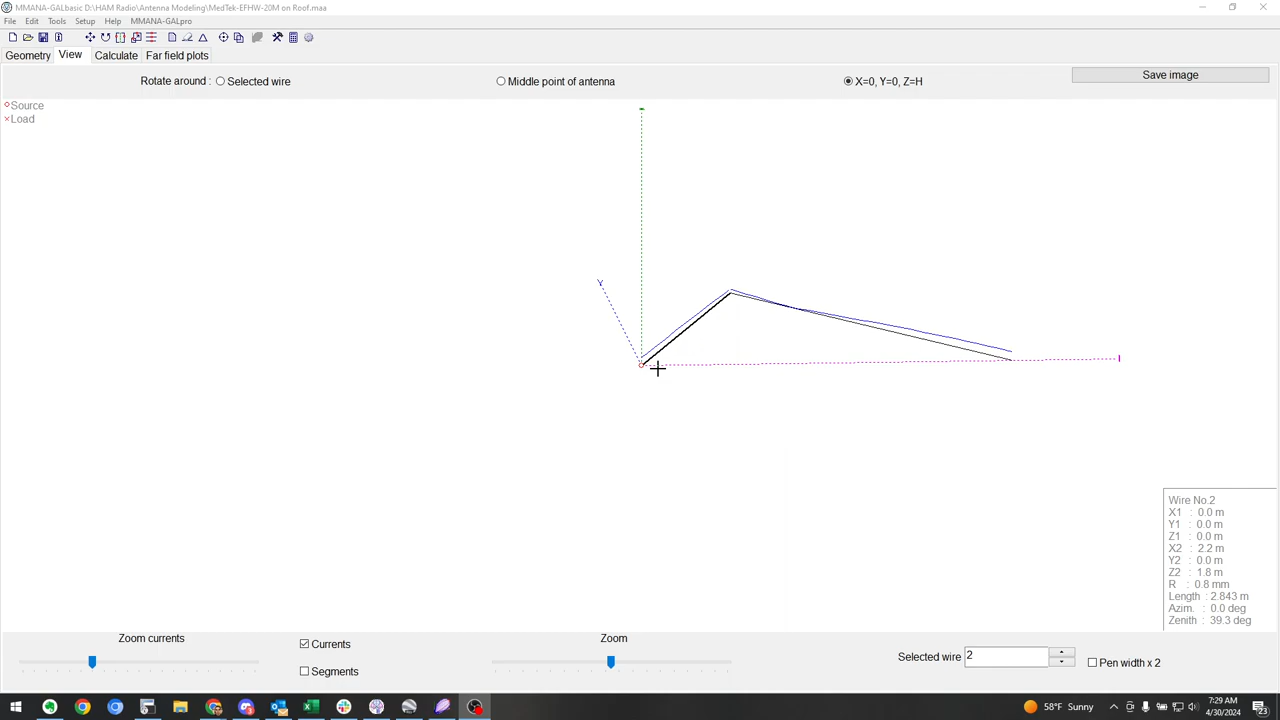 MMANA-GALbasic D:\HAM Radio\Antenna Modeling\MedTek-EFHW-20M on Roof.maa
File Edit Tools Setup Help MMANA-GALpro
Geometry View Calculate Far field plots
Rotate around : Selected wire Middle point of antenna X=0, Y=0, Z=H Save image
Source
Load
Y
Wire No.2
X1 : 0.0 m
Y1 : 0.0 m
Z1 : 0.0 m
X2 : 2.2 m
Y2 : 0.0 m
Z2 : 1.8 m
R : 0.8 mm
Length : 2.843 m
Azim. : 0.0 deg
Zenith : 39.3 deg
Zoom currents Currents Zoom
Selected wire 2 Pen width x 2
Segments
58°F Sunny 7:29 AM
4/30/2024 23